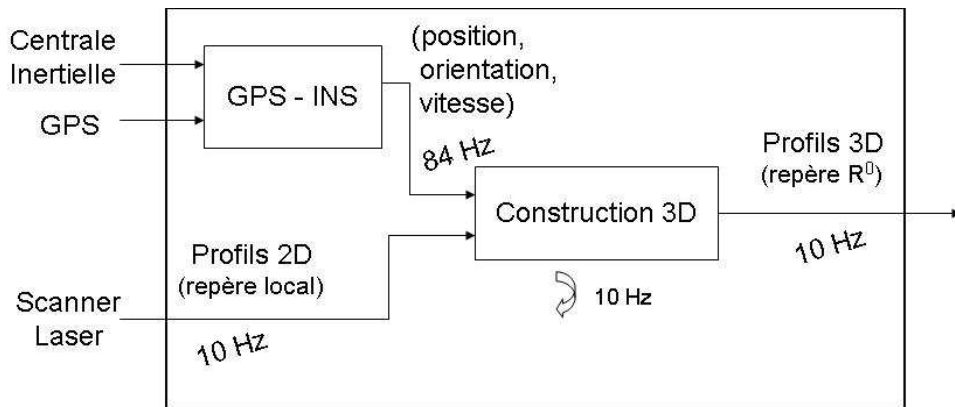 Centrale
Inertielle
GPS
GPS - INS
(position,
orientation,
vitesse)
84 Hz
Profils 2D
(repère local)
Scanner
Laser
10 Hz
Construction 3D
10 Hz
Profils 3D
(repère R⁰)
10 Hz